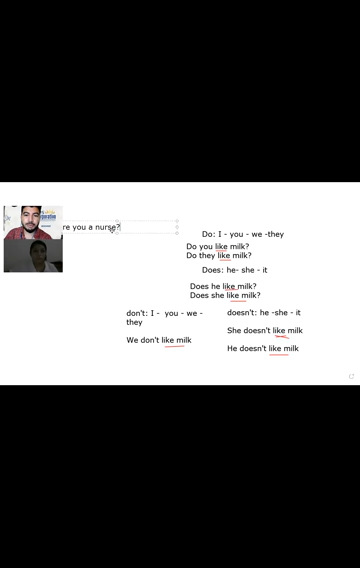 re you a nurse?
Do: I - you - we -they
Do you like milk?
Do they like milk?
Does: he- she - it
Does he like milk?
Does she like milk?
don't: I - you - we -
they
We don't like milk
doesn't: he -she - it
She doesn't like milk
He doesn't like milk